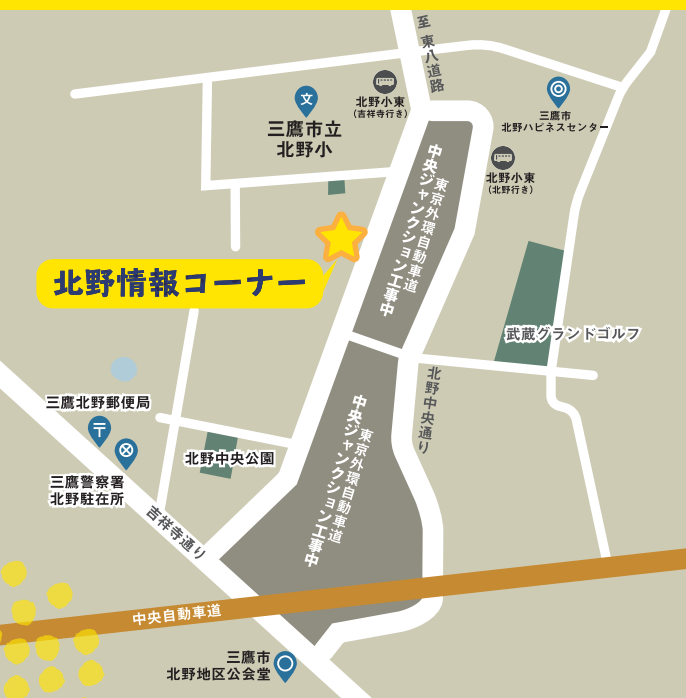 至 東八道路
北野小東
(吉祥寺行き)
文
三鷹市立
北野小
三鷹市
北野ハピネスセンター
北野小東
(北野行き)
東京外環自動車道
中央ジャンクション工事中
北野情報コーナー
武蔵グランドゴルフ
北野中央通り
三鷹北野郵便局
〒
三鷹警察署
北野駐在所
北野中央公園
吉祥寺通り
東京外環自動車道
中央ジャンクション工事中
中央自動車道
三鷹市
北野地区公会堂